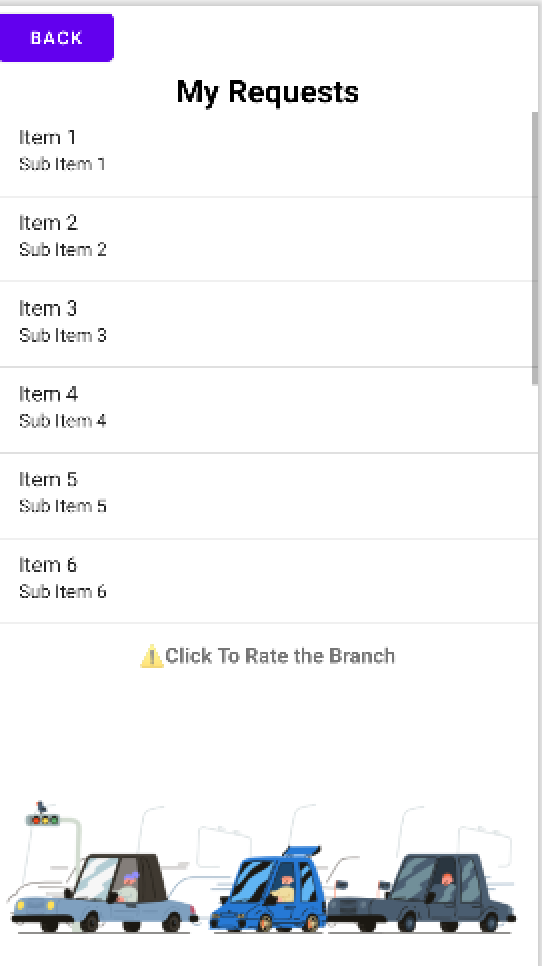 BACK
My Requests
Item 1
Sub Item 1
Item 2
Sub Item 2
Item 3
Sub Item 3
Item 4
Sub Item 4
Item 5
Sub Item 5
Item 6
Sub Item 6
⚠️Click To Rate the Branch